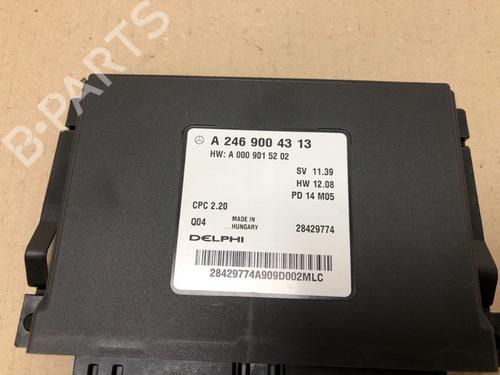 B-PARTS
A 246 900 43 13
HW: A 000 901 52 02
SV 11.39
HW 12.08
PD 14 M05
CPC 2.20
Q04 MADE IN HUNGARY 28429774
DELPHI
28429774A909D002MLC